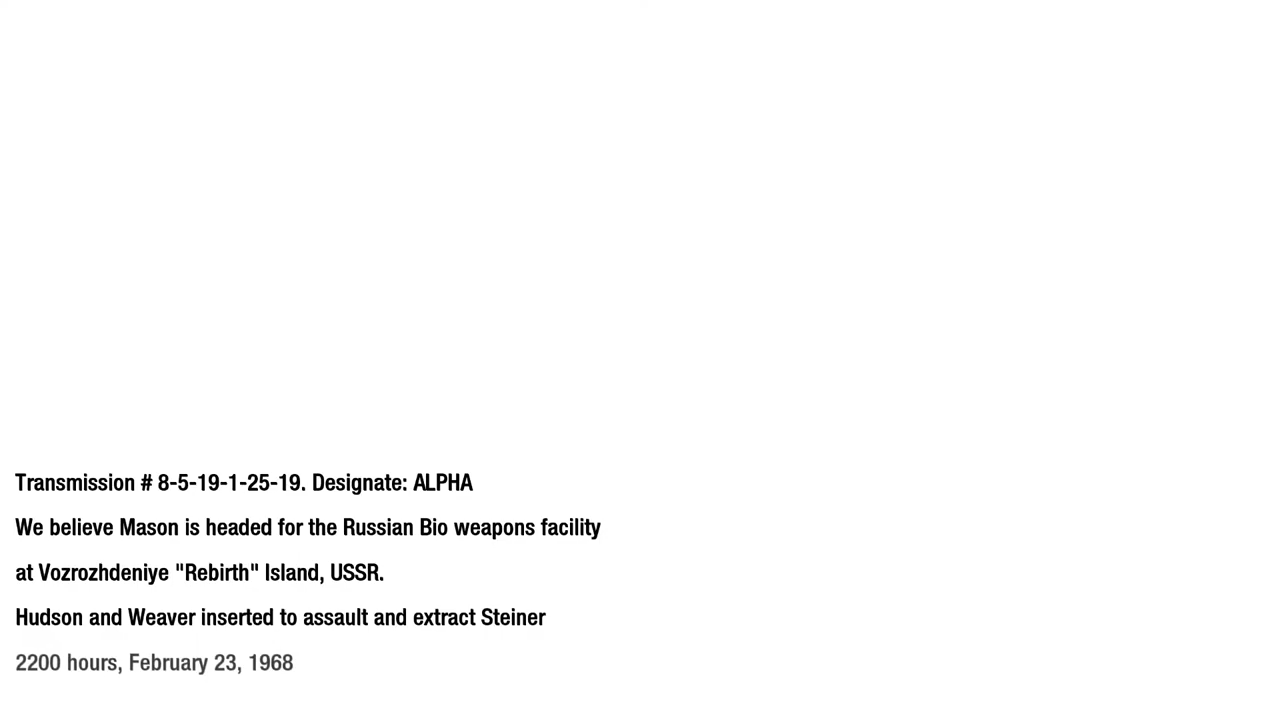 Transmission # 8-5-19-1-25-19. Designate: ALPHA
We believe Mason is headed for the Russian Bio weapons facility
at Vozrozhdeniye "Rebirth" Island, USSR.
Hudson and Weaver inserted to assault and extract Steiner
2200 hours, February 23, 1968